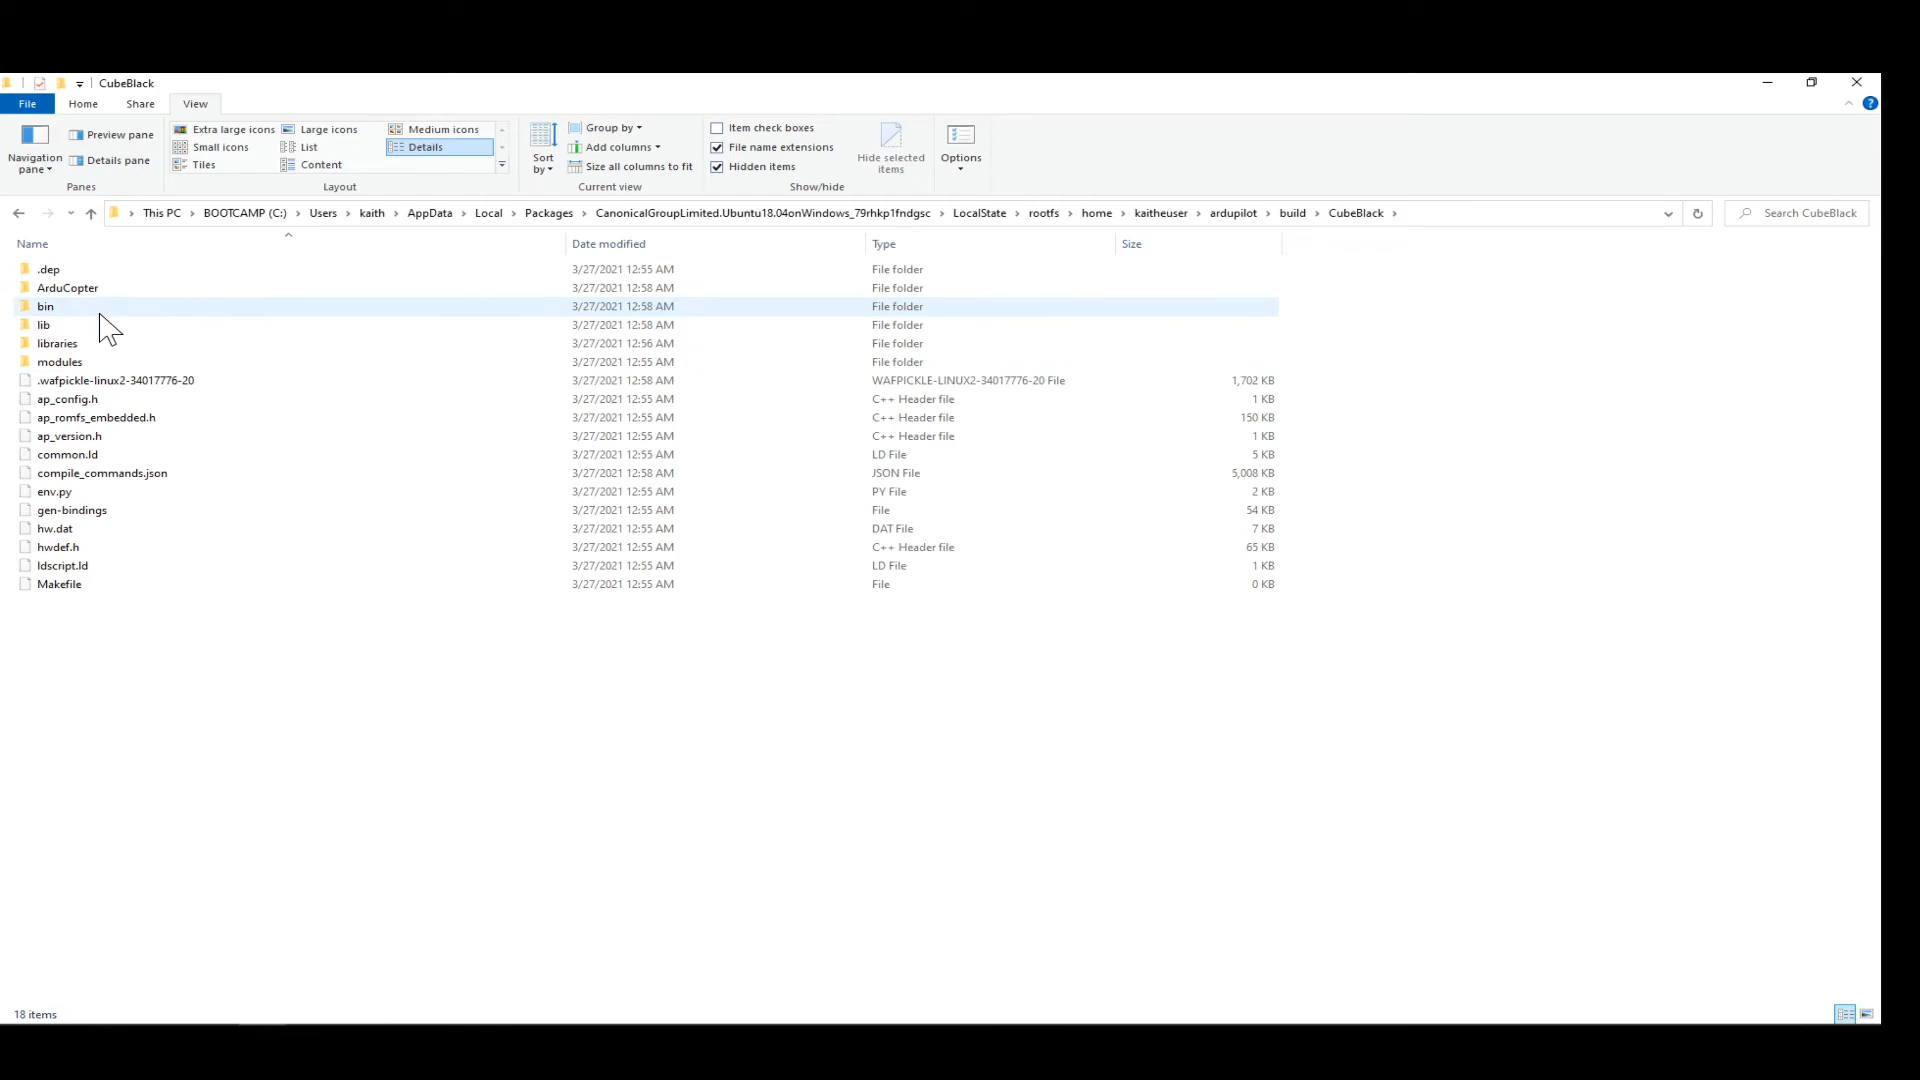 CubeBlack
File Home Share View
Navigation pane
Preview pane
Details pane
Panes
Extra large icons Large icons Medium icons
Small icons List Details
Tiles Content
Layout
Sort by
Group by
Add columns
Size all columns to fit
Current view
Item check boxes
File name extensions
Hidden items
Hide selected items
Show/hide
Options
This PC BOOTCAMP (C:) Users kaith AppData Local Packages CanonicalGroupLimited.Ubuntu18.04onWindows_79rhkp1fndgsc LocalState rootfs home kaitheuser ardupilot build CubeBlack
Search CubeBlack
Name Date modified Type Size
.dep 3/27/2021 12:55 AM File folder
ArduCopter 3/27/2021 12:58 AM File folder
bin 3/27/2021 12:58 AM File folder
lib 3/27/2021 12:58 AM File folder
libraries 3/27/2021 12:56 AM File folder
modules 3/27/2021 12:55 AM File folder
.wafpickle-linux2-34017776-20 3/27/2021 12:58 AM WAFPICKLE-LINUX2-34017776-20 File 1,702 KB
ap_config.h 3/27/2021 12:55 AM C++ Header file 1 KB
ap_romfs_embedded.h 3/27/2021 12:55 AM C++ Header file 150 KB
ap_version.h 3/27/2021 12:55 AM C++ Header file 1 KB
common.ld 3/27/2021 12:55 AM LD File 5 KB
compile_commands.json 3/27/2021 12:58 AM JSON File 5,008 KB
env.py 3/27/2021 12:55 AM PY File 2 KB
gen-bindings 3/27/2021 12:55 AM File 54 KB
hw.dat 3/27/2021 12:55 AM DAT File 7 KB
hwdef.h 3/27/2021 12:55 AM C++ Header file 65 KB
ldscript.ld 3/27/2021 12:55 AM LD File 1 KB
Makefile 3/27/2021 12:55 AM File 0 KB
18 items